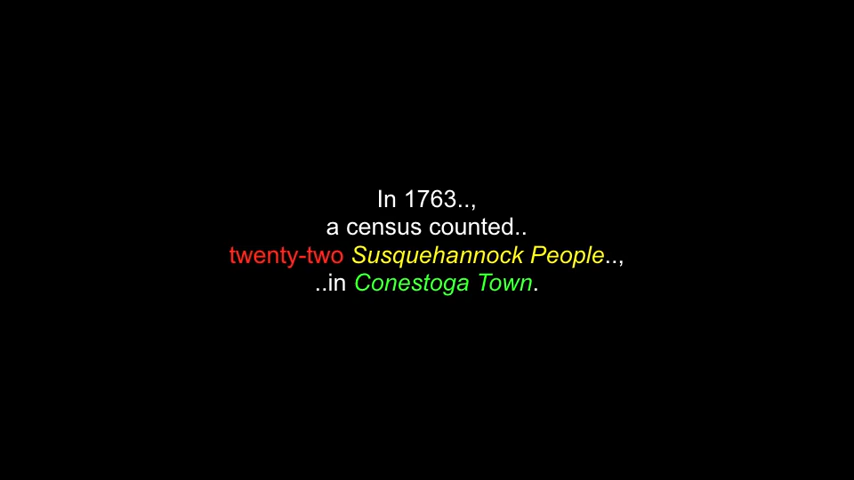 In 1763..,
a census counted..
twenty-two Susquehannock People..,
..in Conestoga Town.